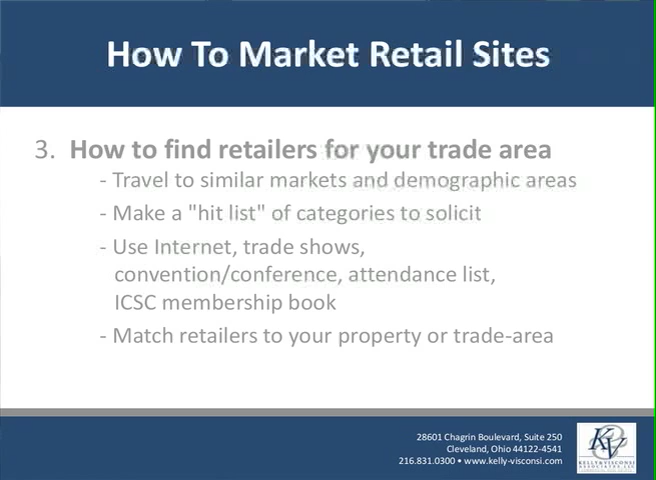 How To Market Retail Sites
3. How to find retailers for your trade area
- Travel to similar markets and demographic areas
- Make a "hit list" of categories to solicit
- Use Internet, trade shows,
convention/conference, attendance list,
ICSC membership book
- Match retailers to your property or trade-area
28601 Chagrin Boulevard, Suite 250
Cleveland, Ohio 44122-4541
216.831.0300 • www.kelly-visconsi.com
KV
KELLY&VISCONSI
ASSOCIATES, LLC